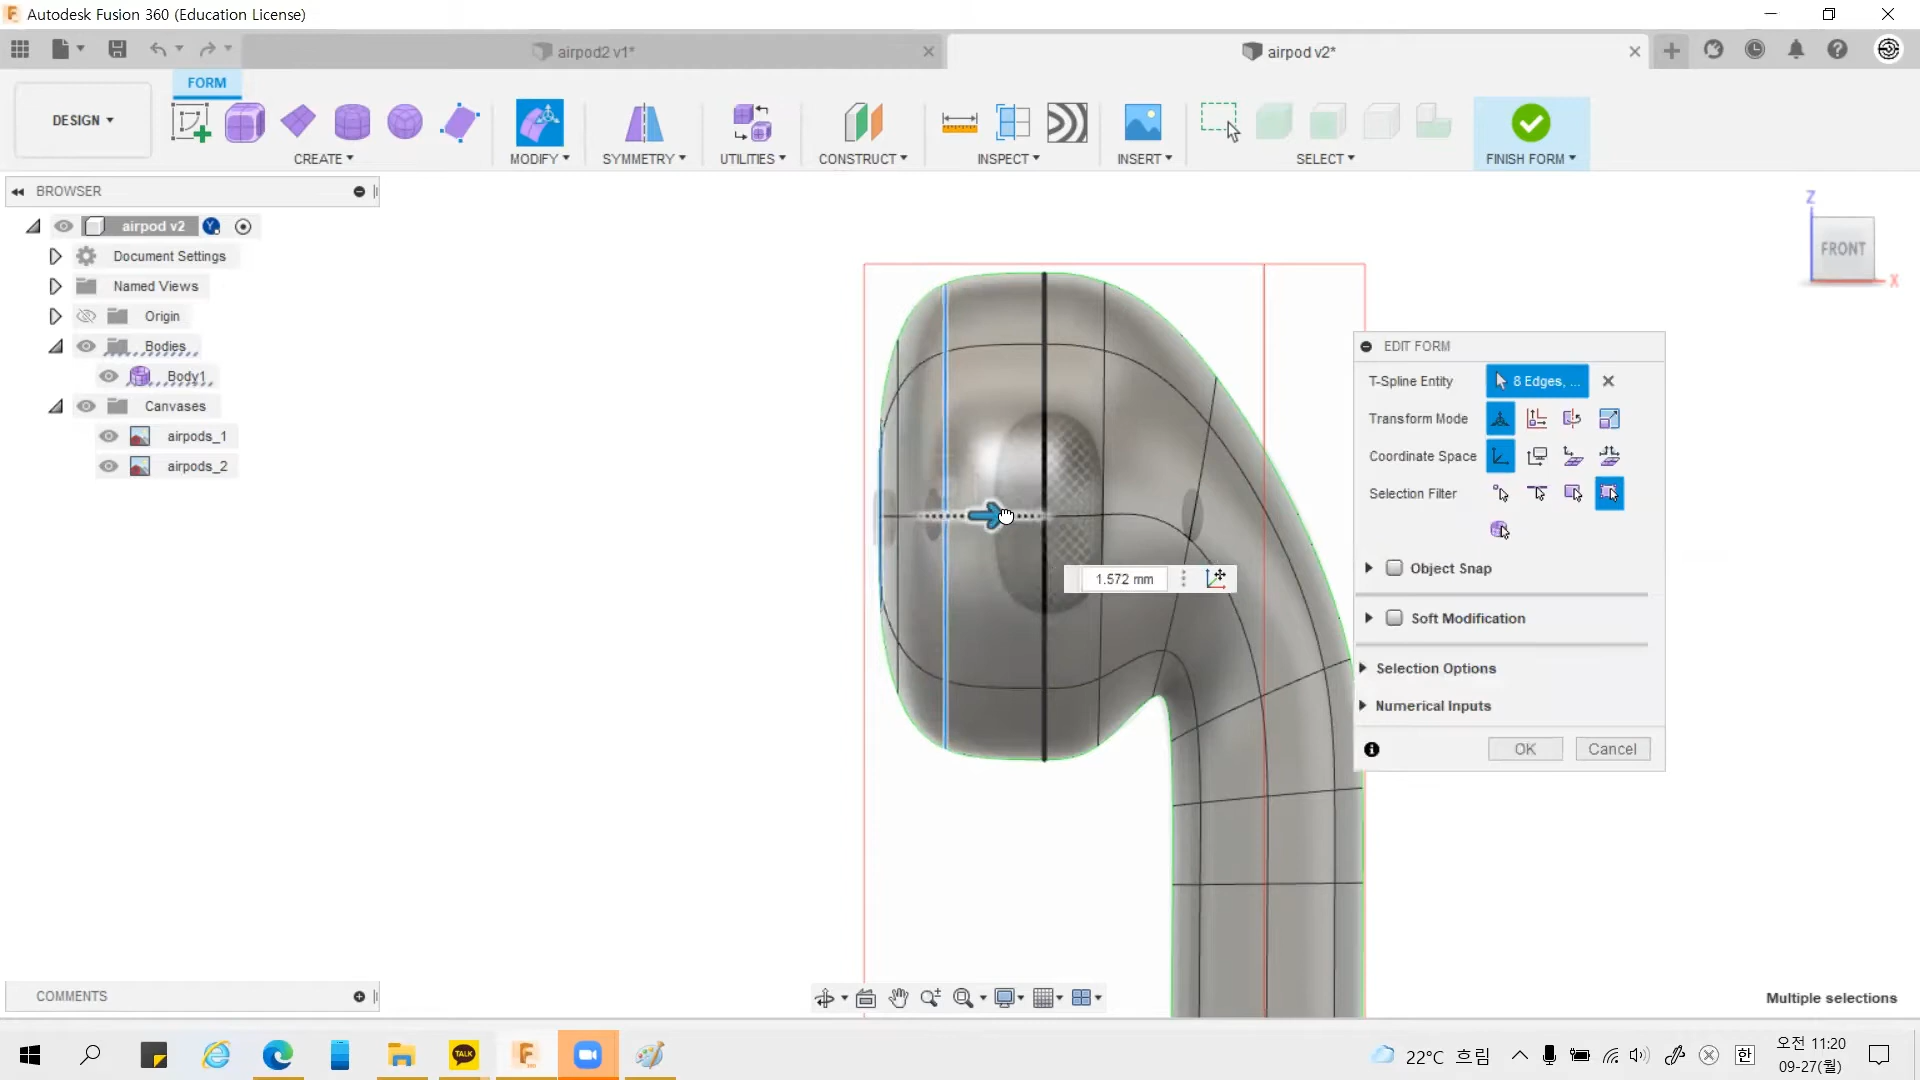 Autodesk Fusion 360 (Education License)
airpod2 v1*
airpod v2*
FORM
DESIGN
CREATE
MODIFY
SYMMETRY
UTILITIES
CONSTRUCT
INSPECT
INSERT
SELECT
FINISH FORM
BROWSER
airpod v2
Document Settings
Named Views
Origin
Bodies
Body1
Canvases
airpods_1
airpods_2
Z
FRONT
X
EDIT FORM
T-Spline Entity
8 Edges, ...
Transform Mode
Coordinate Space
Selection Filter
Object Snap
Soft Modification
Selection Options
Numerical Inputs
OK
Cancel
1.572 mm
COMMENTS
Multiple selections
TALK
22°C 흐림
한
오전 11:20
09-27(월)